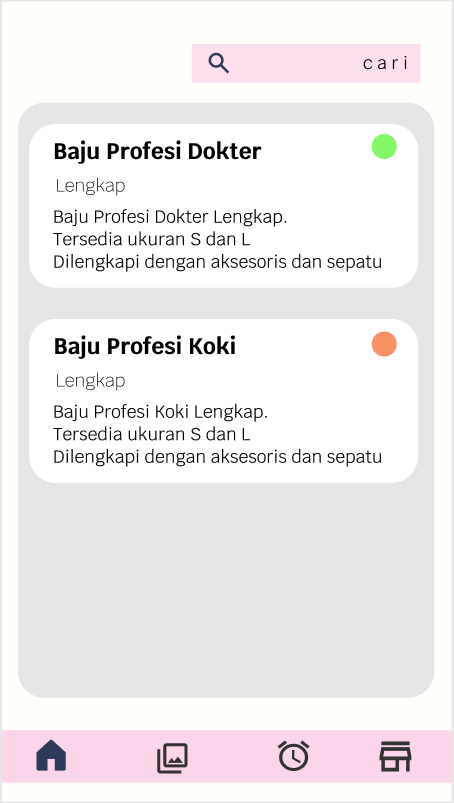 cari
Baju Profesi Dokter
Lengkap
Baju Profesi Dokter Lengkap.
Tersedia ukuran S dan L
Dilengkapi dengan aksesoris dan sepatu
Baju Profesi Koki
Lengkap
Baju Profesi Koki Lengkap.
Tersedia ukuran S dan L
Dilengkapi dengan aksesoris dan sepatu